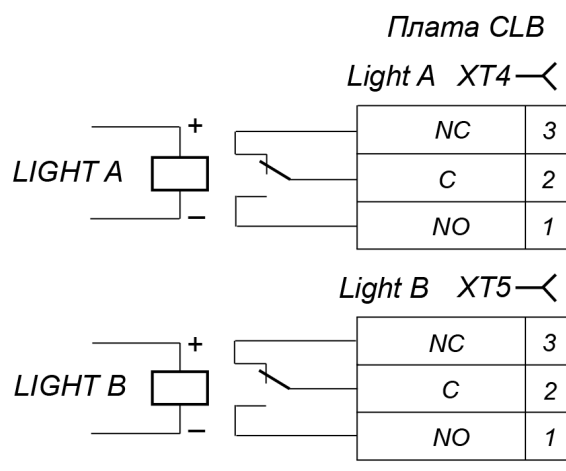 Плата CLB
Light A XT4
+
NC 3
LIGHT A
C 2
–
NO 1
Light B XT5
+
NC 3
LIGHT B
C 2
–
NO 1